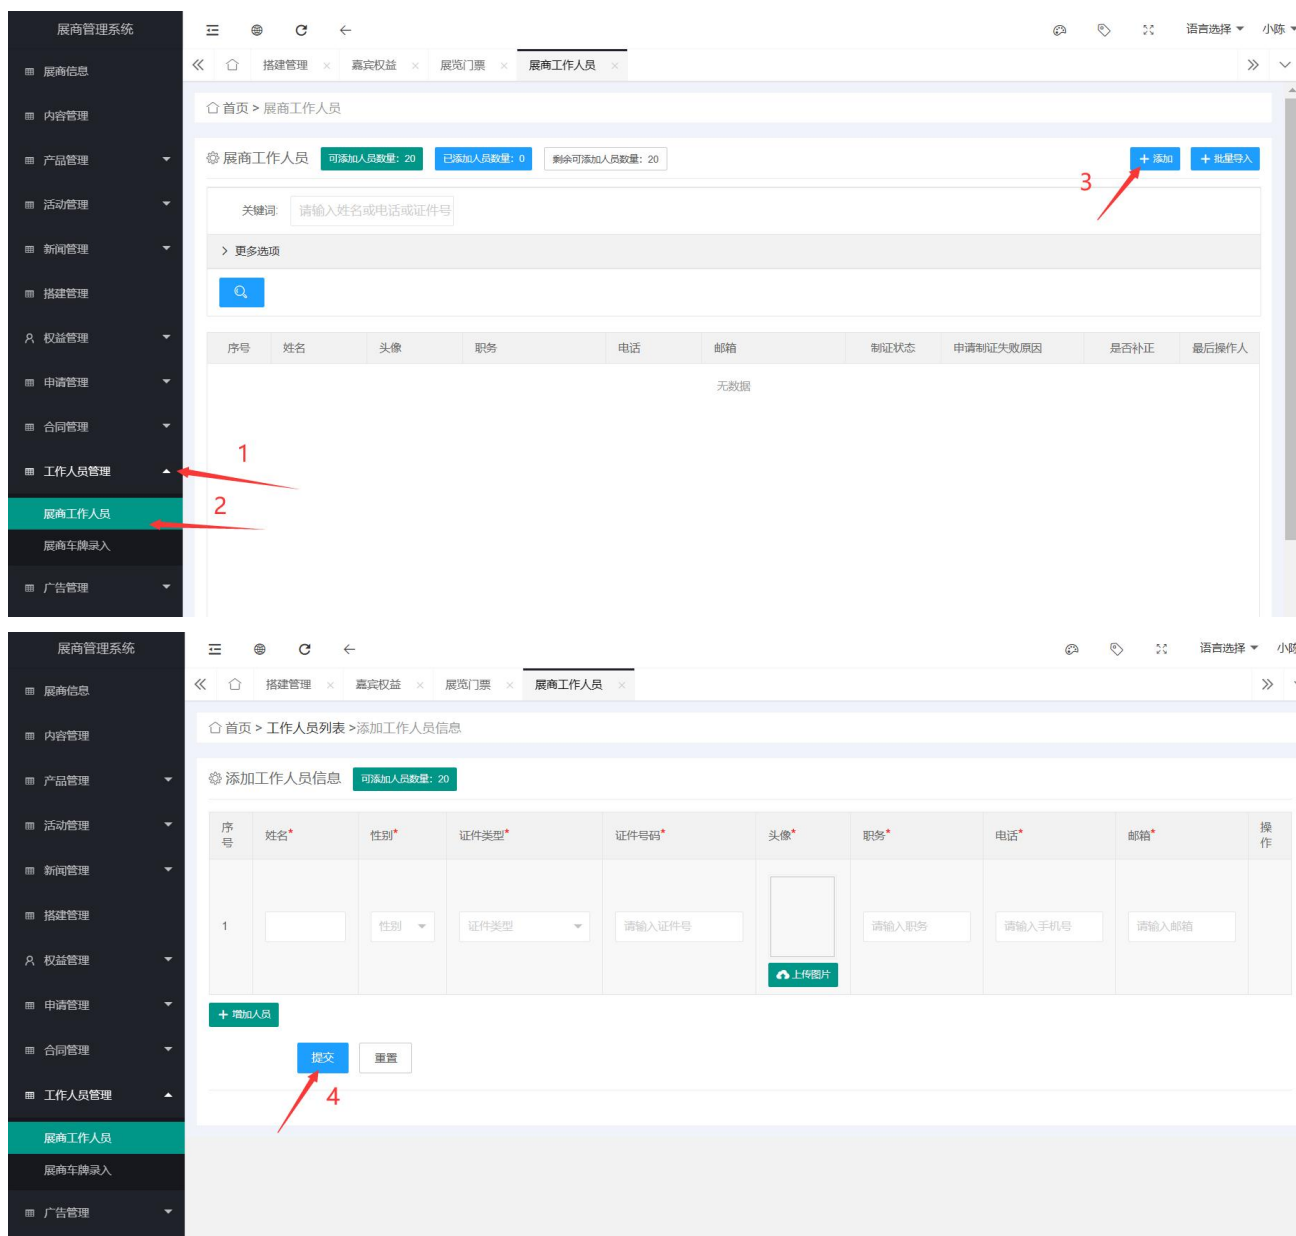 展商管理系统
语言选择 小陈
展商信息
搭建管理 × 嘉宾权益 × 展览门票 × 展商工作人员 ×
首页 > 展商工作人员
内容管理
产品管理
展商工作人员 可添加人员数量：20 已添加人员数量：0 剩余可添加人员数量：20 + 添加 + 批量导入
3
活动管理
关键词: 请输入姓名或电话或证件号
新闻管理
> 更多选项
搭建管理
权益管理
序号 姓名 头像 职务 电话 邮箱 制证状态 申请制证失败原因 是否补正 最后操作人
申请管理
无数据
合同管理
1
工作人员管理
2
展商工作人员
展商车牌录入
广告管理
展商管理系统
语言选择 小陈
展商信息
搭建管理 × 嘉宾权益 × 展览门票 × 展商工作人员 ×
首页 > 工作人员列表 >添加工作人员信息
内容管理
产品管理
添加工作人员信息 可添加人员数量：20
活动管理
序号 姓名* 性别* 证件类型* 证件号码* 头像* 职务* 电话* 邮箱* 操作
新闻管理
搭建管理
1 性别 证件类型 请输入证件号 请输入职务 请输入手机号 请输入邮箱
权益管理
上传图片
申请管理
+ 增加人员
合同管理
提交 重置
工作人员管理
4
展商工作人员
展商车牌录入
广告管理